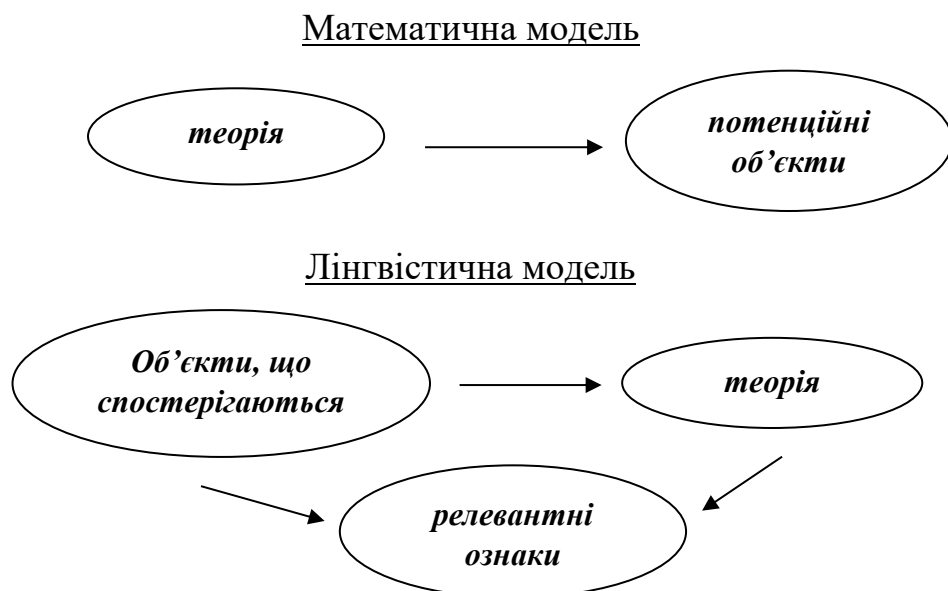 Математична модель
теорія
потенційні
об’єкти
Лінгвістична модель
Об’єкти, що
спостерігаються
теорія
релевантні
ознаки